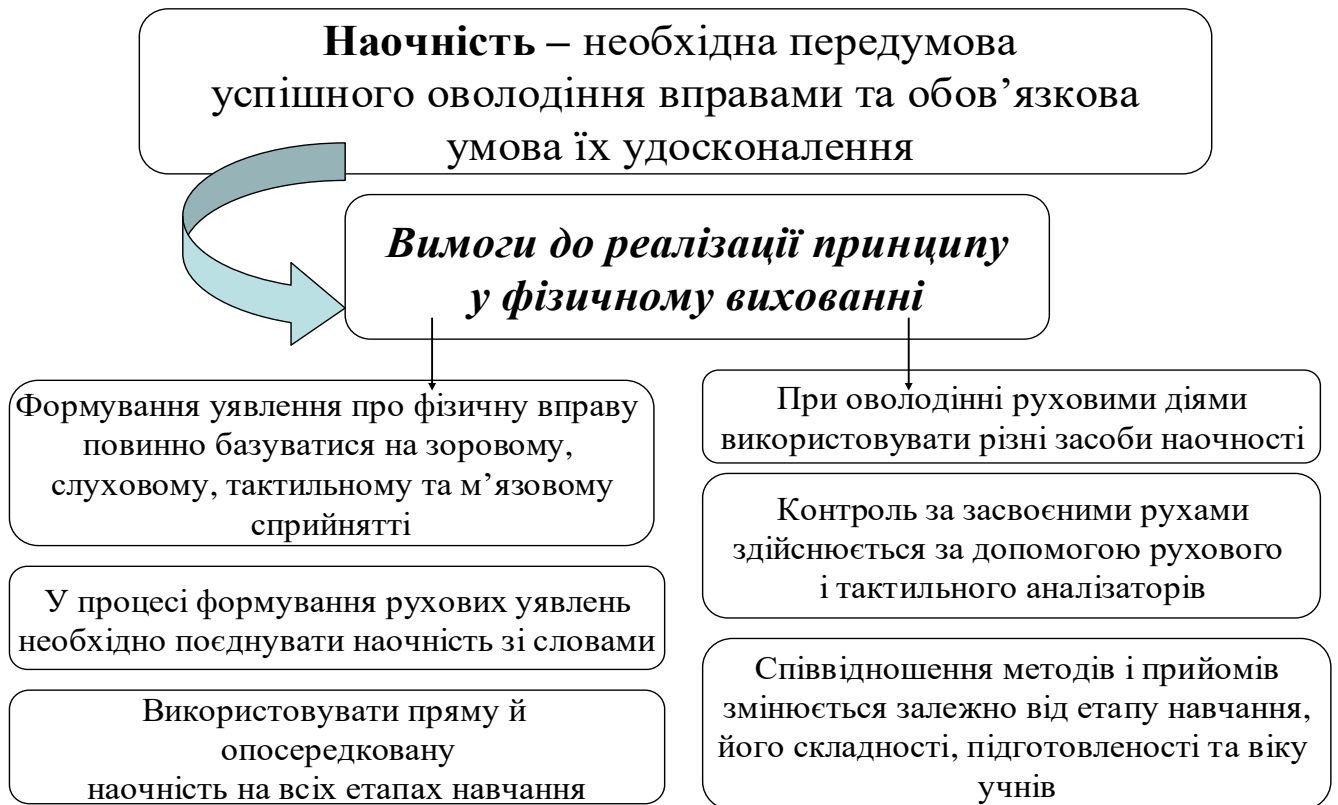 Наочність – необхідна передумова
успішного оволодіння вправами та обов’язкова
умова їх удосконалення
Вимоги до реалізації принципу
у фізичному вихованні
Формування уявлення про фізичну вправу
повинно базуватися на зоровому,
слуховому, тактильному та м’язовому
сприйнятті
У процесі формування рухових уявлень
необхідно поєднувати наочність зі словами
Використовувати пряму й
опосередковану
наочність на всіх етапах навчання
При оволодінні руховими діями
використовувати різні засоби наочності
Контроль за засвоєними рухами
здійснюється за допомогою рухового
і тактильного аналізаторів
Співвідношення методів і прийомів
змінюється залежно від етапу навчання,
його складності, підготовленості та віку
учнів